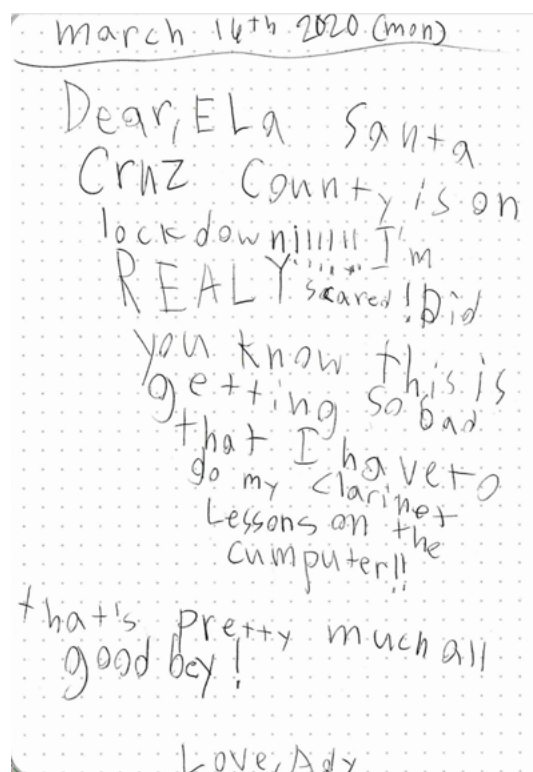 march 16th 2020 (mon)
Dear, ELa Santa
Cruz County is on
lockdown!!!!!! I'm
REALY scared! Did
you know this is
getting so bad
that I have to
do my clarinet
Lessons on the
cumputer!!
that's pretty much all
good bey!
Love, Ady